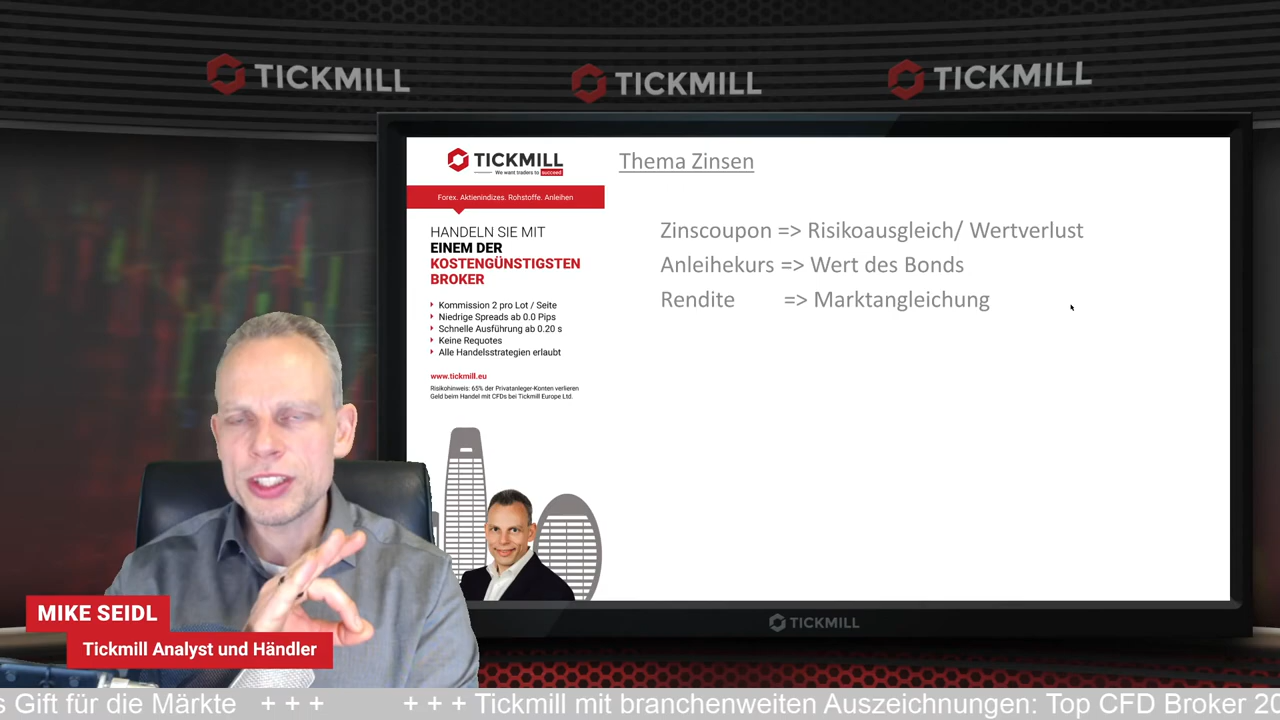 TICKMILL
TICKMILL
TICKMILL
TICKMILL
We want traders to succeed
Forex. Aktienindizes. Rohstoffe. Anleihen
HANDELN SIE MIT
EINEM DER
KOSTENGÜNSTIGSTEN
BROKER
Kommission 2 pro Lot / Seite
Niedrige Spreads ab 0.0 Pips
Schnelle Ausführung ab 0.20 s
Keine Requotes
Alle Handelsstrategien erlaubt
www.tickmill.eu
Risikohinweis: 65% der Privatanleger-Konten verlieren
Geld beim Handel mit CFDs bei Tickmill Europe Ltd.
Thema Zinsen
Zinscoupon => Risikoausgleich/ Wertverlust
Anleihekurs => Wert des Bonds
Rendite => Marktangleichung
TICKMILL
MIKE SEIDL
Tickmill Analyst und Händler
s Gift für die Märkte + + + + + + Tickmill mit branchenweiten Auszeichnungen: Top CFD Broker 20